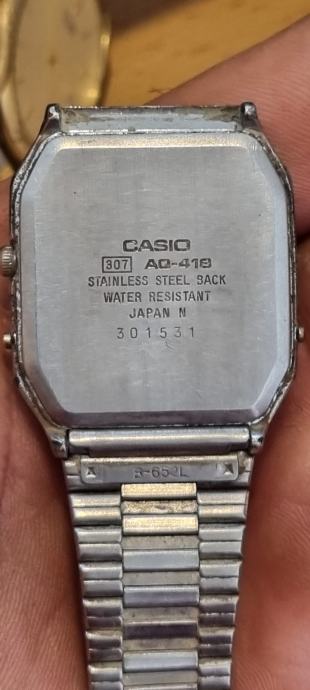 CASIO
307 AQ-418
STAINLESS STEEL BACK
WATER RESISTANT
JAPAN N
301531